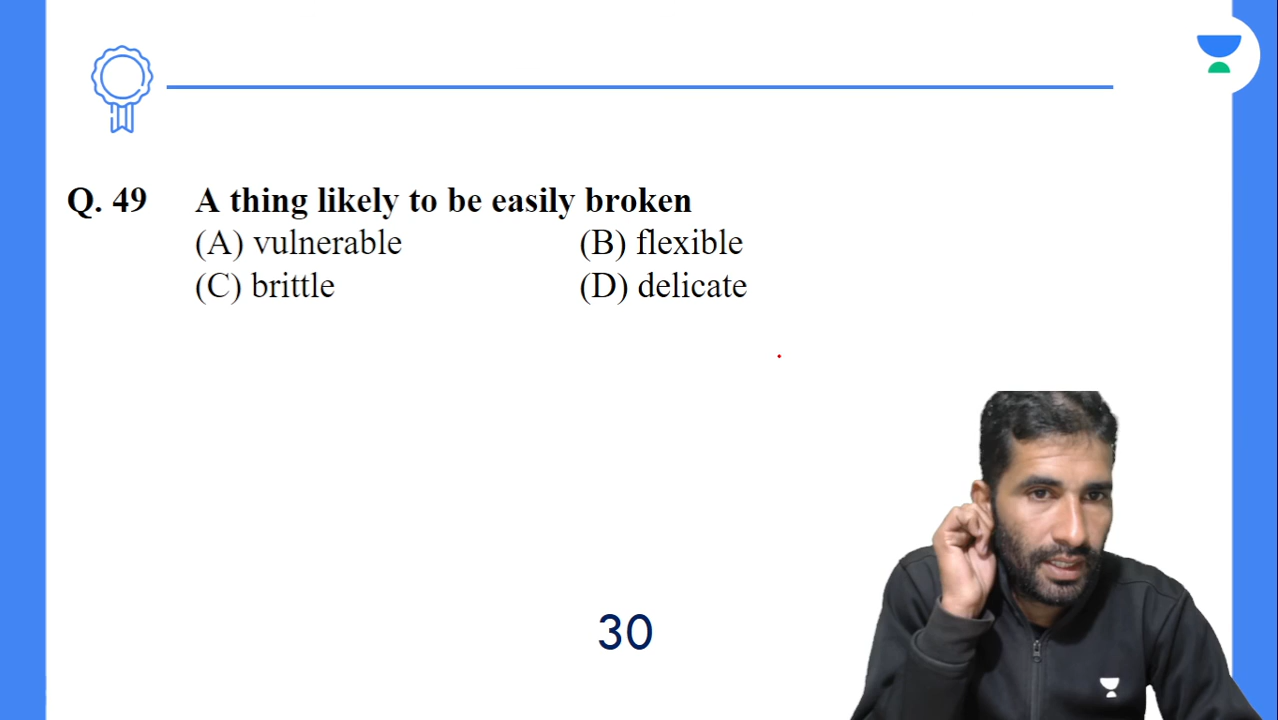 Q. 49 A thing likely to be easily broken
(A) vulnerable (B) flexible
(C) brittle (D) delicate
30